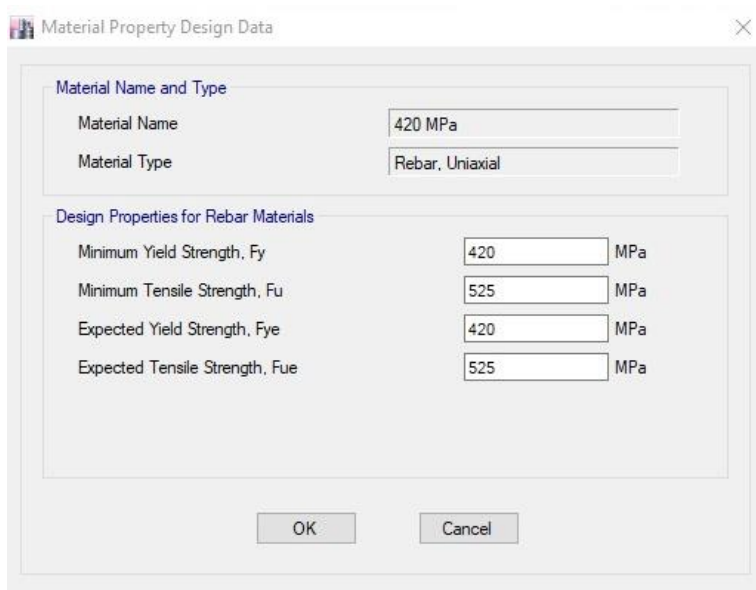 Material Property Design Data
Material Name and Type
Material Name 420 MPa
Material Type Rebar, Uniaxial
Design Properties for Rebar Materials
Minimum Yield Strength, Fy 420 MPa
Minimum Tensile Strength, Fu 525 MPa
Expected Yield Strength, Fye 420 MPa
Expected Tensile Strength, Fue 525 MPa
OK Cancel